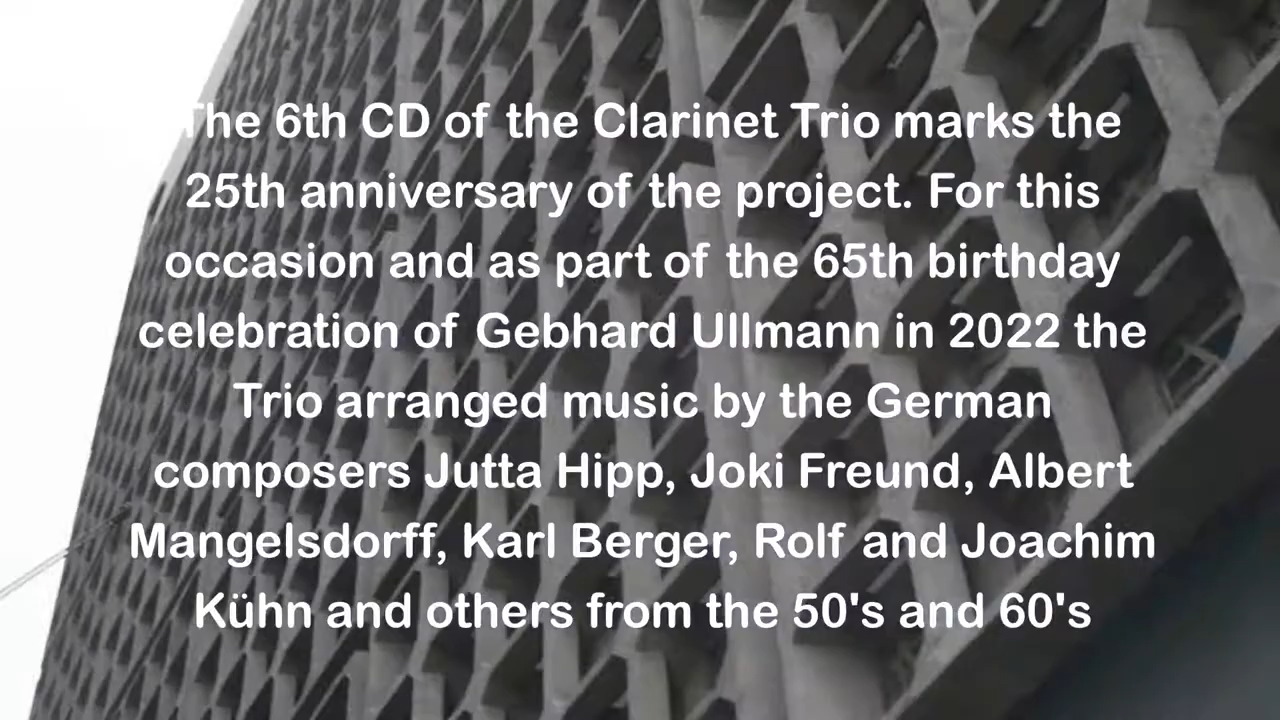 The 6th CD of the Clarinet Trio marks the
25th anniversary of the project. For this
occasion and as part of the 65th birthday
celebration of Gebhard Ullmann in 2022 the
Trio arranged music by the German
composers Jutta Hipp, Joki Freund, Albert
Mangelsdorff, Karl Berger, Rolf and Joachim
Kühn and others from the 50's and 60's